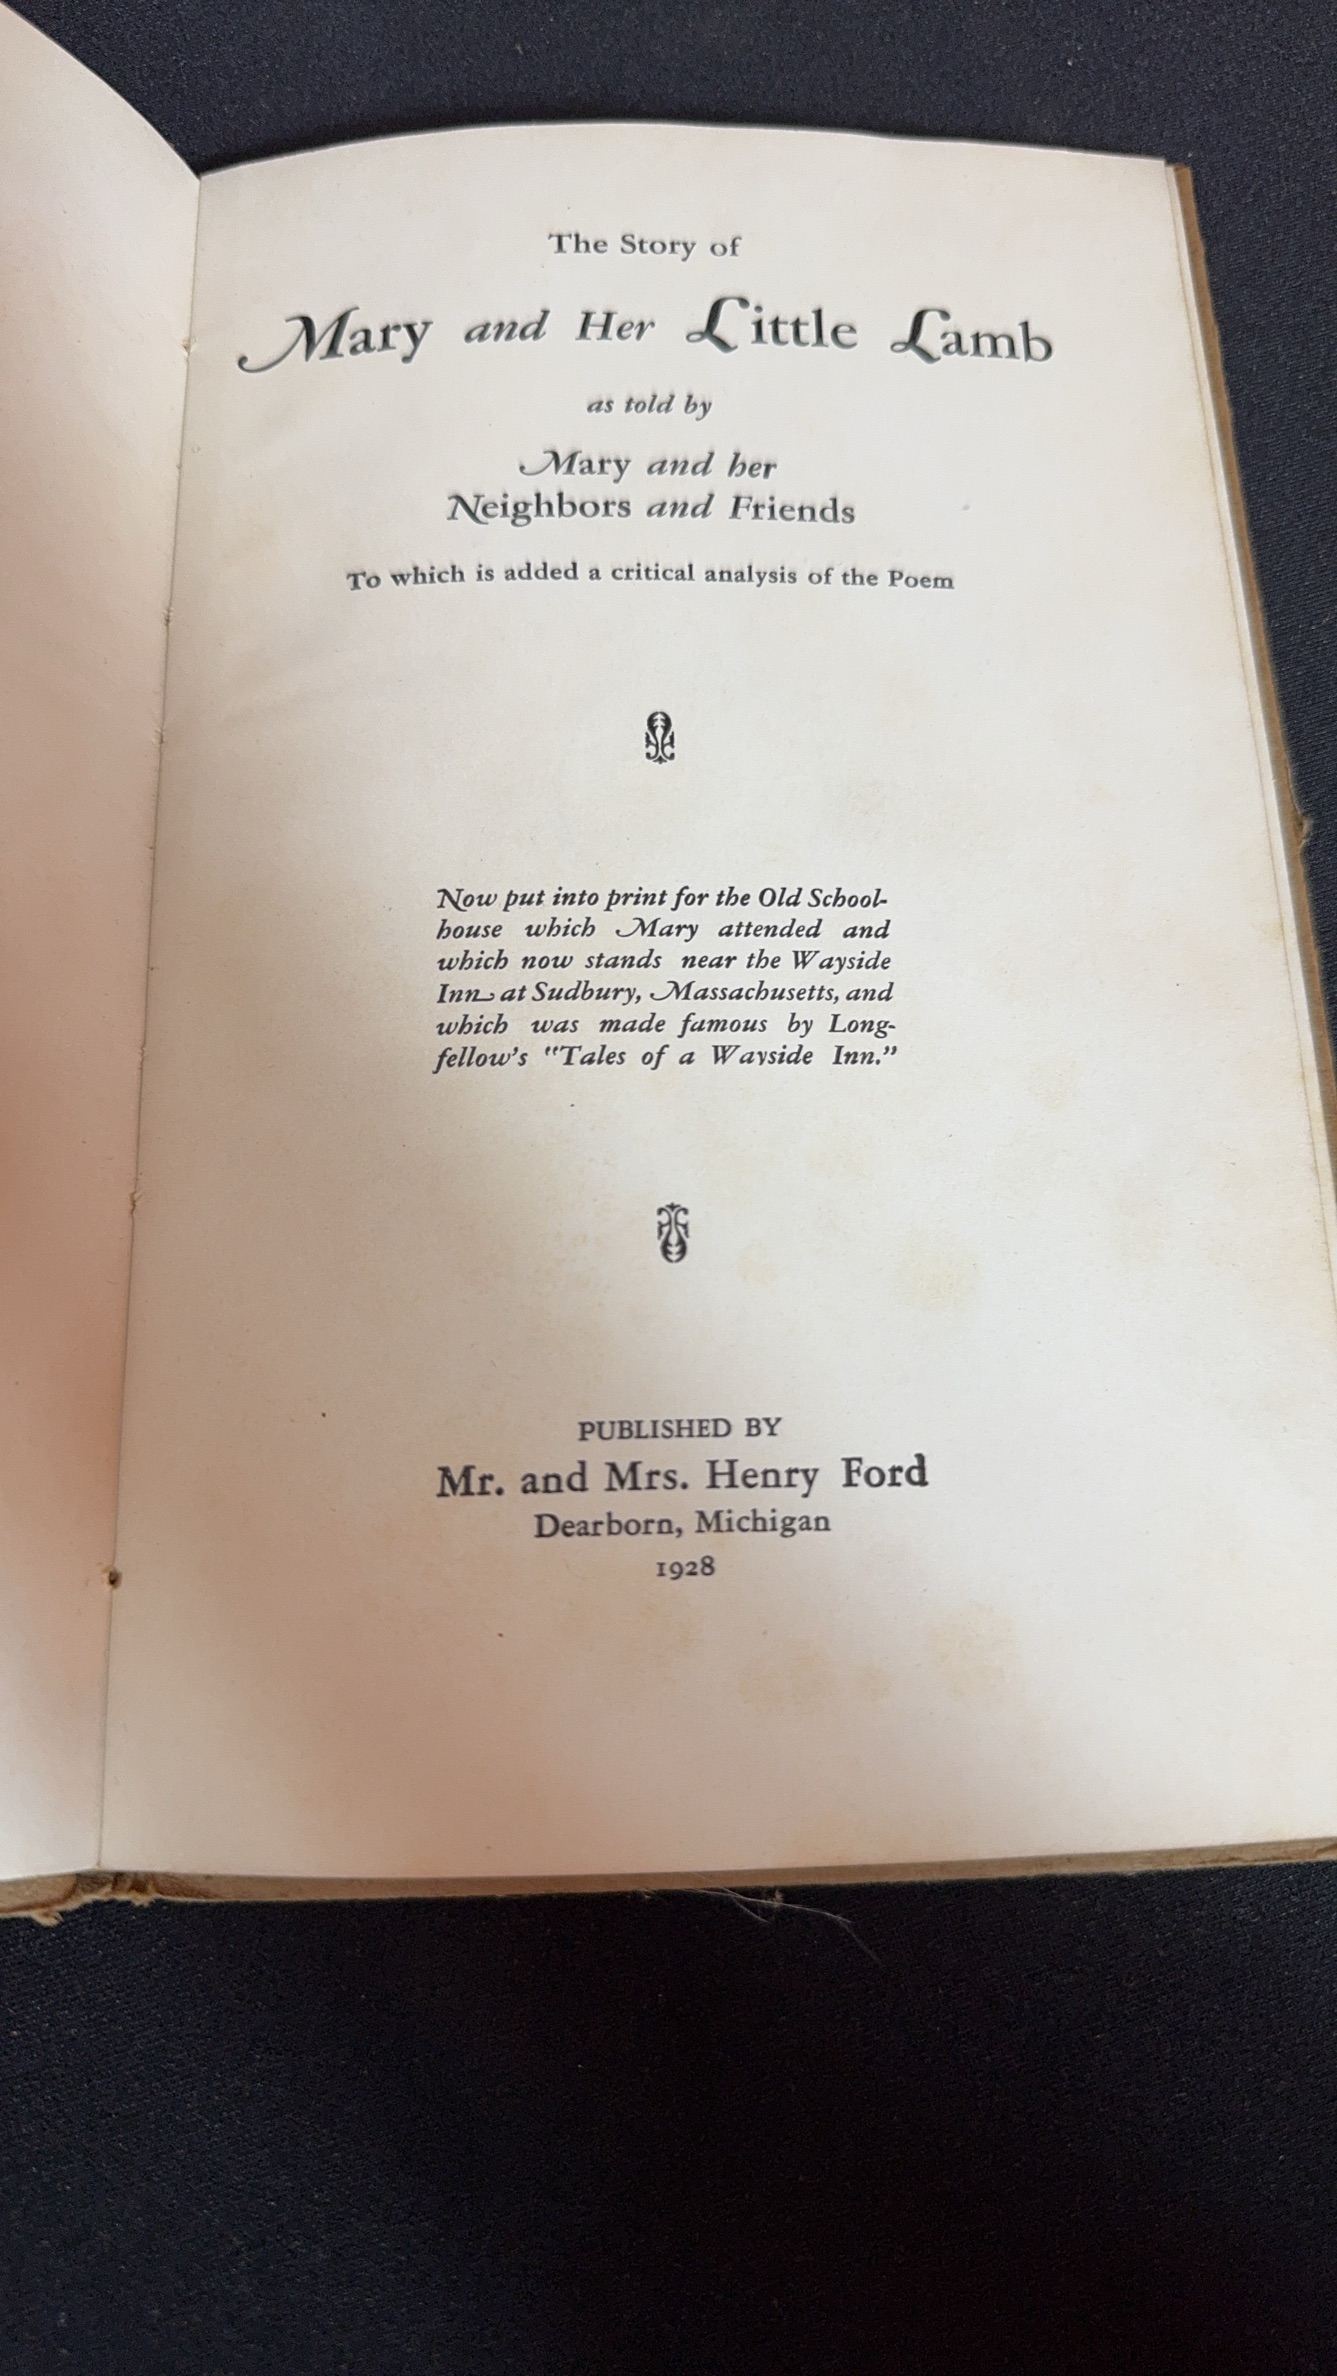 The Story of
Mary and Her Little Lamb
as told by
Mary and her
Neighbors and Friends
To which is added a critical analysis of the Poem
Now put into print for the Old School-
house which Mary attended and
which now stands near the Wayside
Inn at Sudbury, Massachusetts, and
which was made famous by Long-
fellow's "Tales of a Wayside Inn."
PUBLISHED BY
Mr. and Mrs. Henry Ford
Dearborn, Michigan
1928